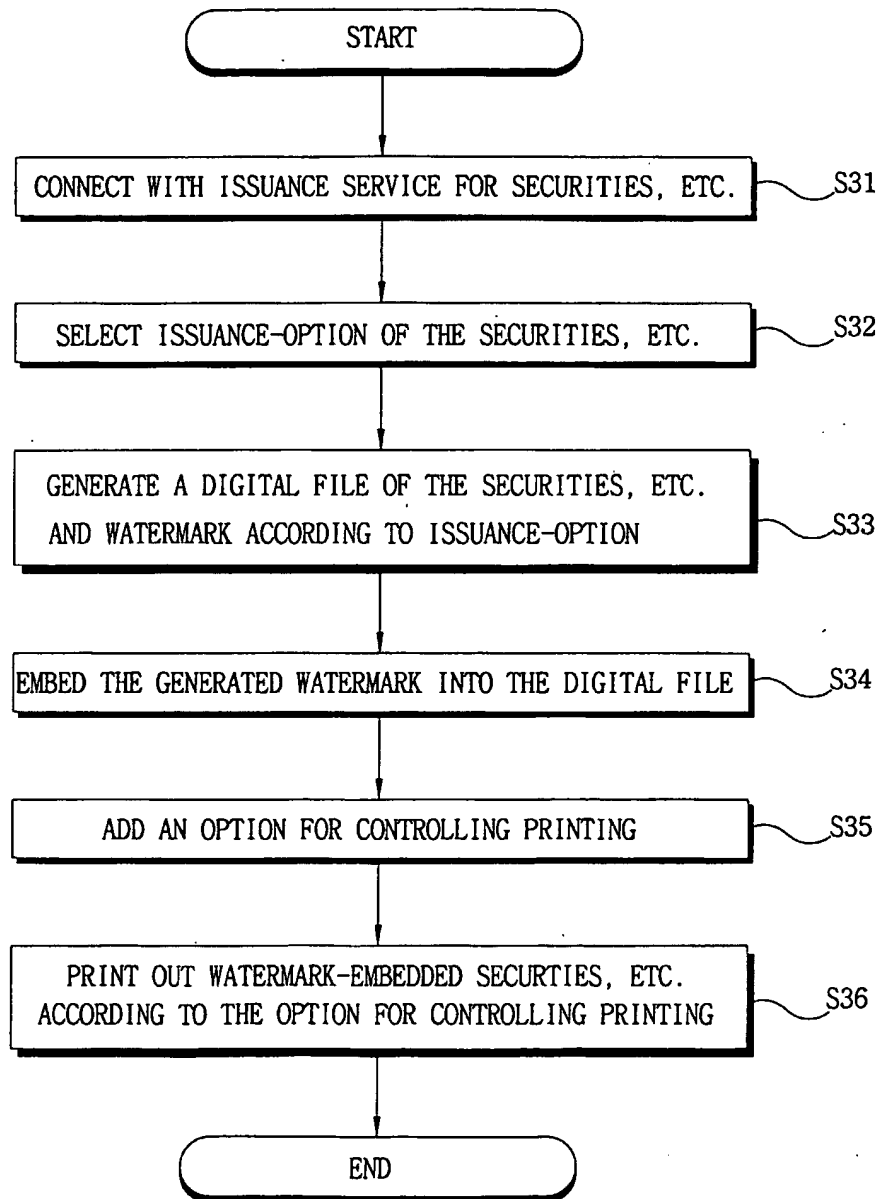 START
CONNECT WITH ISSUANCE SERVICE FOR SECURITIES, ETC.
S31
SELECT ISSUANCE-OPTION OF THE SECURITIES, ETC.
S32
GENERATE A DIGITAL FILE OF THE SECURITIES, ETC.
AND WATERMARK ACCORDING TO ISSUANCE-OPTION
S33
EMBED THE GENERATED WATERMARK INTO THE DIGITAL FILE
S34
ADD AN OPTION FOR CONTROLLING PRINTING
S35
PRINT OUT WATERMARK-EMBEDDED SECURTIES, ETC.
ACCORDING TO THE OPTION FOR CONTROLLING PRINTING
S36
END